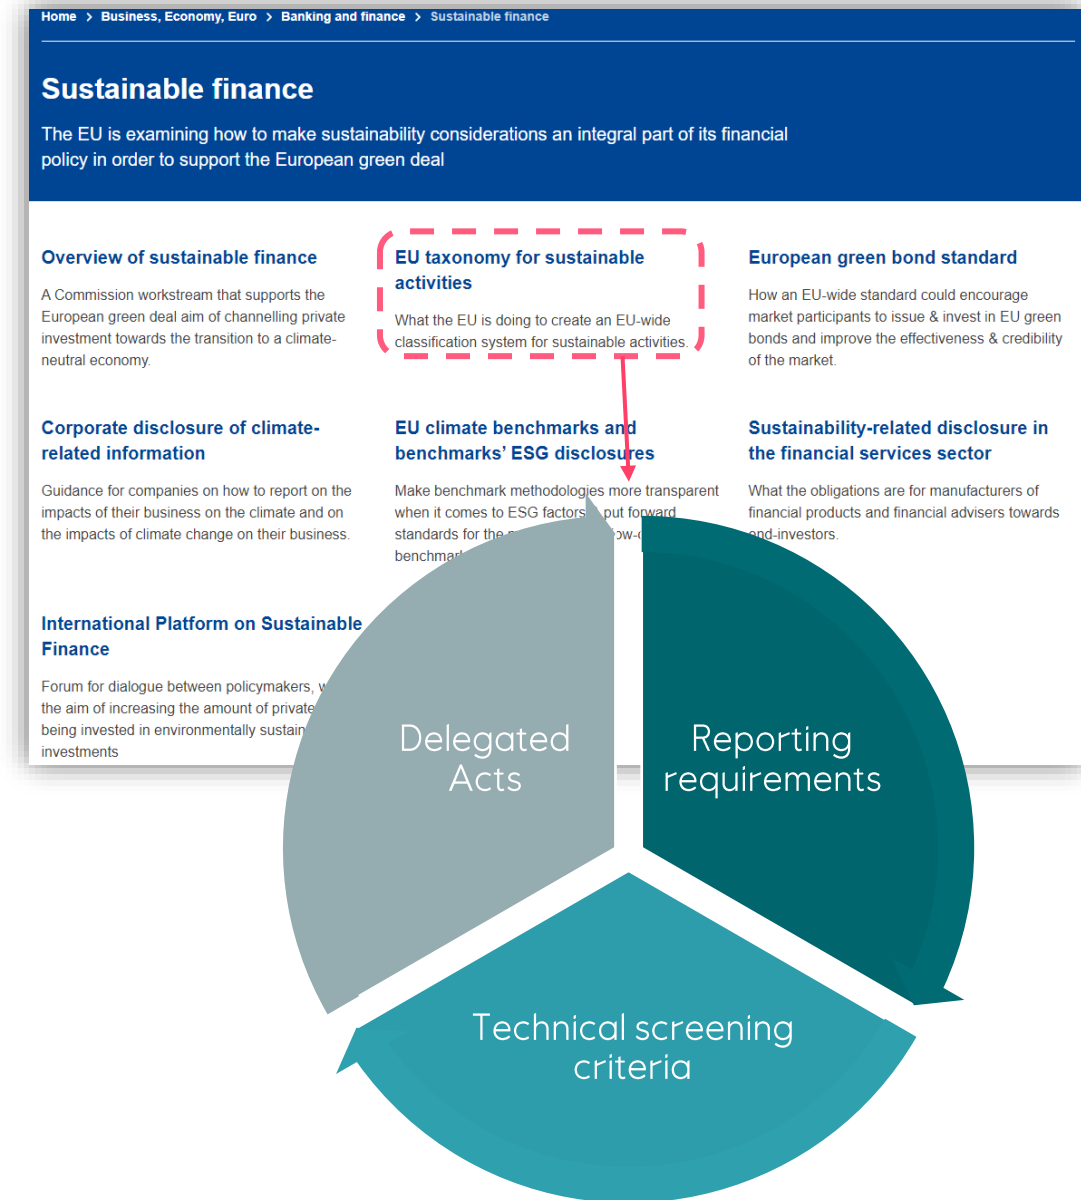 Home > Business, Economy, Euro > Banking and finance > Sustainable finance
Sustainable finance
The EU is examining how to make sustainability considerations an integral part of its financial
policy in order to support the European green deal
Overview of sustainable finance
A Commission workstream that supports the
European green deal aim of channelling private
investment towards the transition to a climate-
neutral economy.
EU taxonomy for sustainable
activities
What the EU is doing to create an EU-wide
classification system for sustainable activities.
European green bond standard
How an EU-wide standard could encourage
market participants to issue & invest in EU green
bonds and improve the effectiveness & credibility
of the market.
Corporate disclosure of climate-
related information
Guidance for companies on how to report on the
impacts of their business on the climate and on
the impacts of climate change on their business.
EU climate benchmarks and
benchmarks' ESG disclosures
Make benchmark methodologies more transparent
when it comes to ESG factors put forward
standards for the
Sustainability-related disclosure in
the financial services sector
What the obligations are for manufacturers of
financial products and financial advisers towards
end-investors.
International Platform on Sustainable
Finance
Forum for dialogue between policymakers,
the aim of increasing the amount of private
being invested in environmentally
investments
Delegated
Acts
Reporting
requirements
Technical screening
criteria